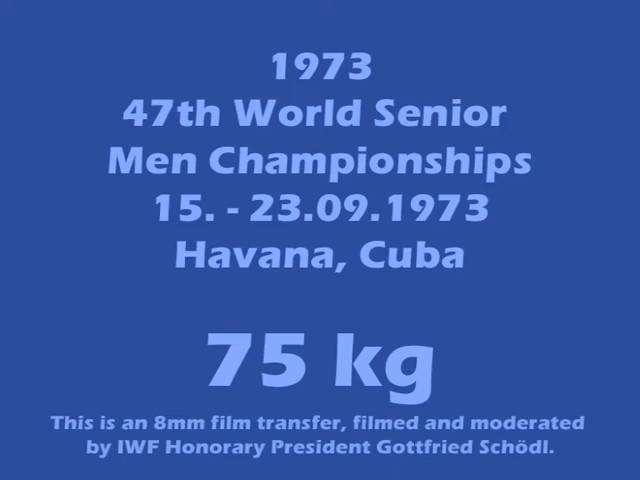 1973
47th World Senior
Men Championships
15. - 23.09.1973
Havana, Cuba
75 kg
This is an 8mm film transfer, filmed and moderated
by IWF Honorary President Gottfried Schödl.